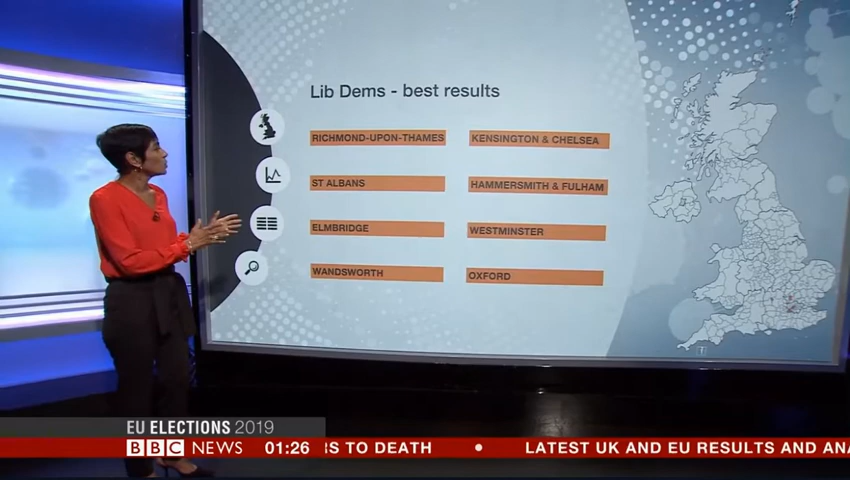 Lib Dems - best results
RICHMOND-UPON-THAMES
KENSINGTON & CHELSEA
ST ALBANS
HAMMERSMITH & FULHAM
ELMBRIDGE
WESTMINSTER
WANDSWORTH
OXFORD
EU ELECTIONS 2019
BBC NEWS 01:26 IS TO DEATH • LATEST UK AND EU RESULTS AND ANA